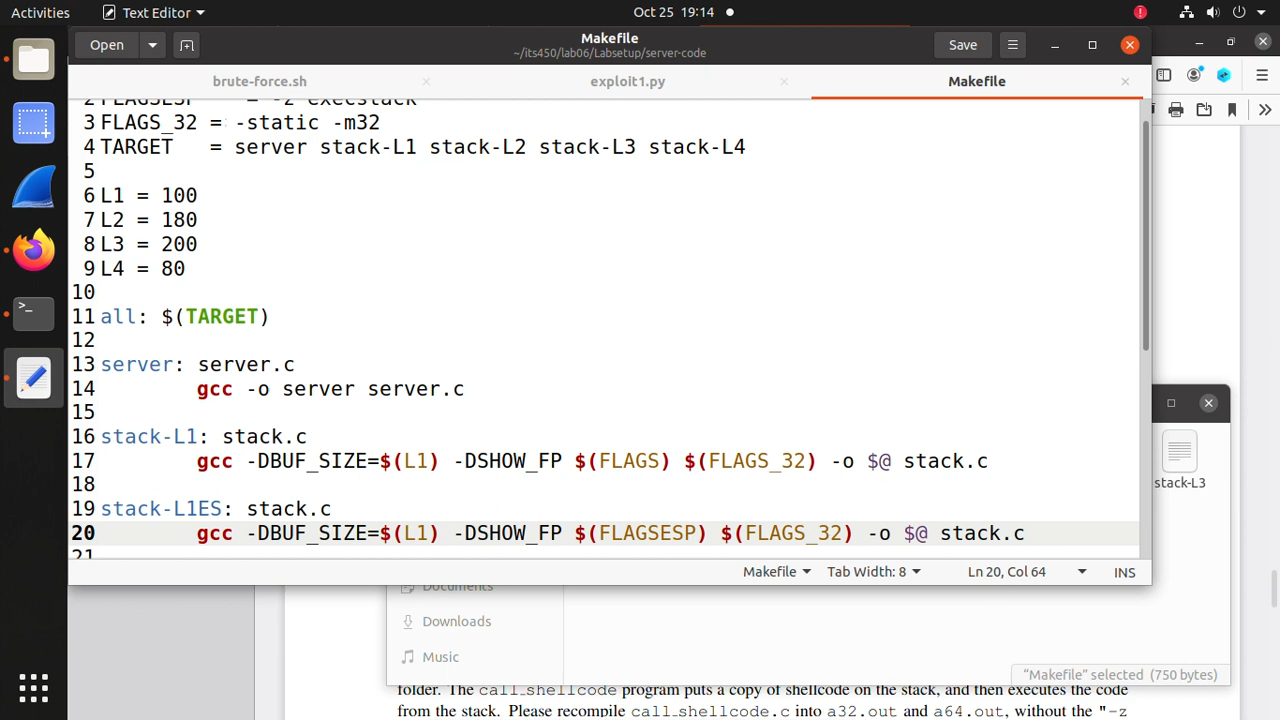 Activities
Text Editor
Oct 25 19:14
Open
Makefile
~/its450/lab06/Labsetup/server-code
Save
brute-force.sh
exploit1.py
Makefile
2 FLAGSESP = -z execstack
3 FLAGS_32 = -static -m32
4 TARGET = server stack-L1 stack-L2 stack-L3 stack-L4
5
6 L1 = 100
7 L2 = 180
8 L3 = 200
9 L4 = 80
10
11 all: $(TARGET)
12
13 server: server.c
14 gcc -o server server.c
15
16 stack-L1: stack.c
17 gcc -DBUF_SIZE=$(L1) -DSHOW_FP $(FLAGS) $(FLAGS_32) -o $@ stack.c
18
19 stack-L1ES: stack.c
20 gcc -DBUF_SIZE=$(L1) -DSHOW_FP $(FLAGSESP) $(FLAGS_32) -o $@ stack.c
21
Makefile
Tab Width: 8
Ln 20, Col 64
INS
stack-L3
Documents
Downloads
Music
"Makefile" selected (750 bytes)
folder. The call_shellcode program puts a copy of shellcode on the stack, and then executes the code
from the stack. Please recompile call_shellcode.c into a32.out and a64.out, without the "-z